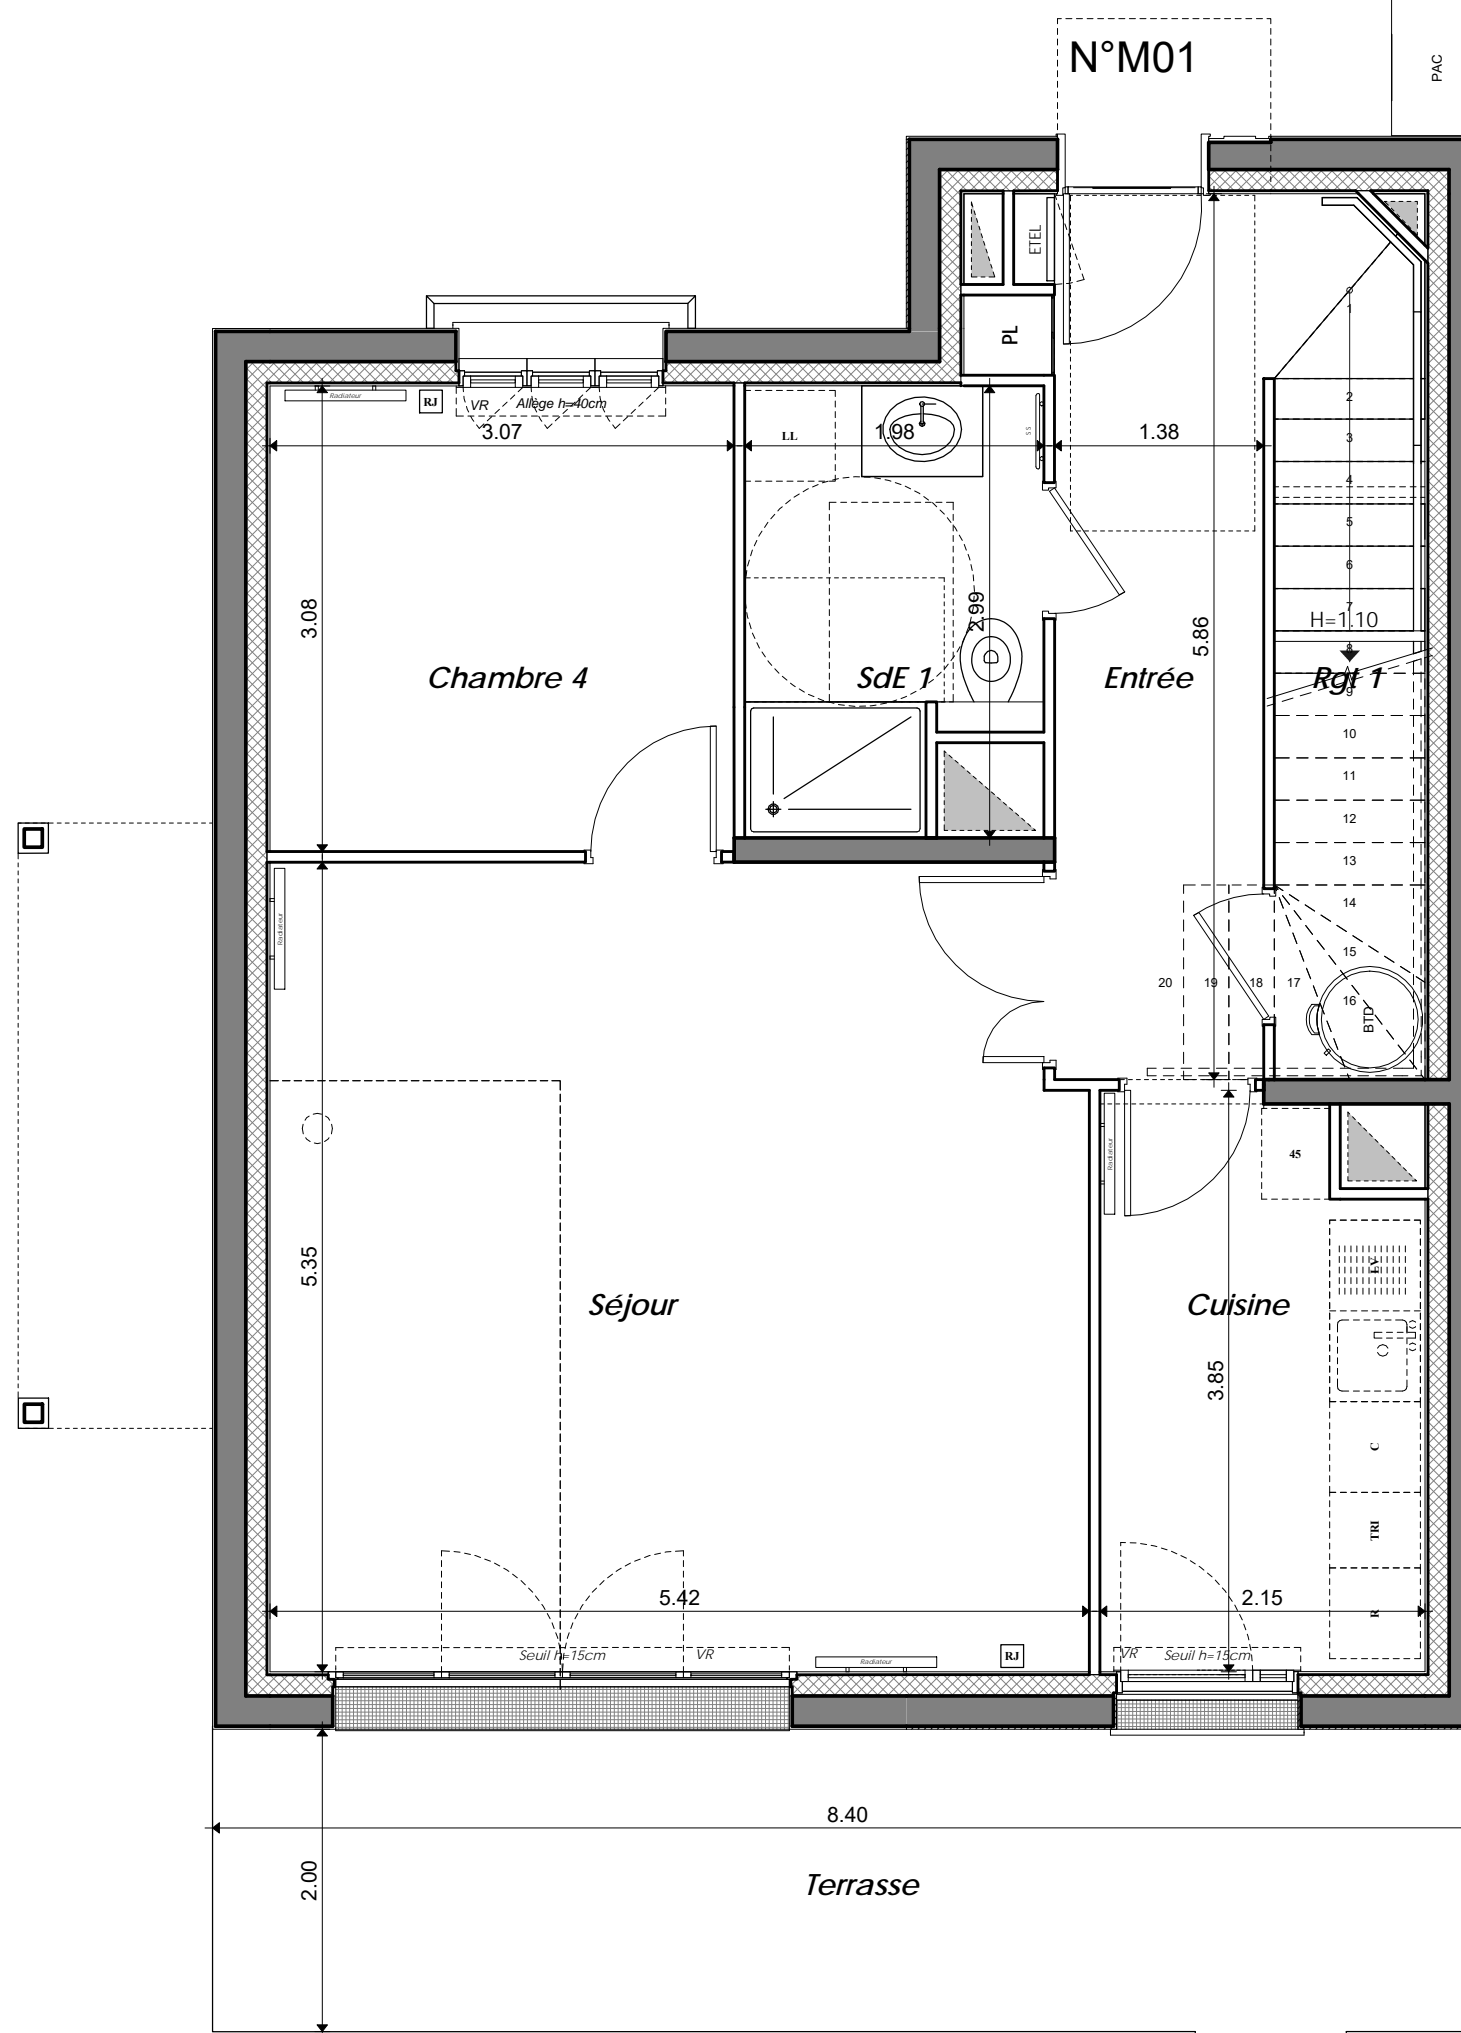 N°M01
PAC
ETEL
PL
1
2
3
4
5
6
7
H=1.10
8
9
10
11
12
13
14
15
16
17
18
19
20
Radiateur
RJ
VR
Allège h=40cm
3.07
LL
1.98
SS
1.38
3.08
2.99
5.86
Chambre 4
SdE 1
Entrée
Rgt 1
Radiateur
BTD
Radiateur
45
5.35
Séjour
Cuisine
LV
3.85
C
TRI
R
5.42
2.15
Seuil h=15cm
VR
Radiateur
RJ
VR
Seuil h=15cm
8.40
2.00
Terrasse